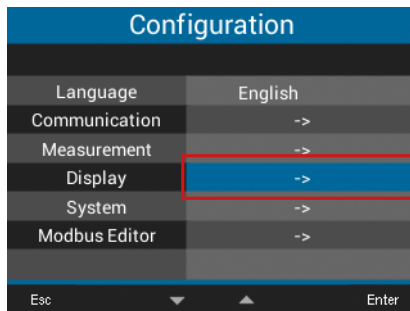 Configuration
Language English
Communication ->
Measurement ->
Display ->
System ->
Modbus Editor ->
Esc Enter